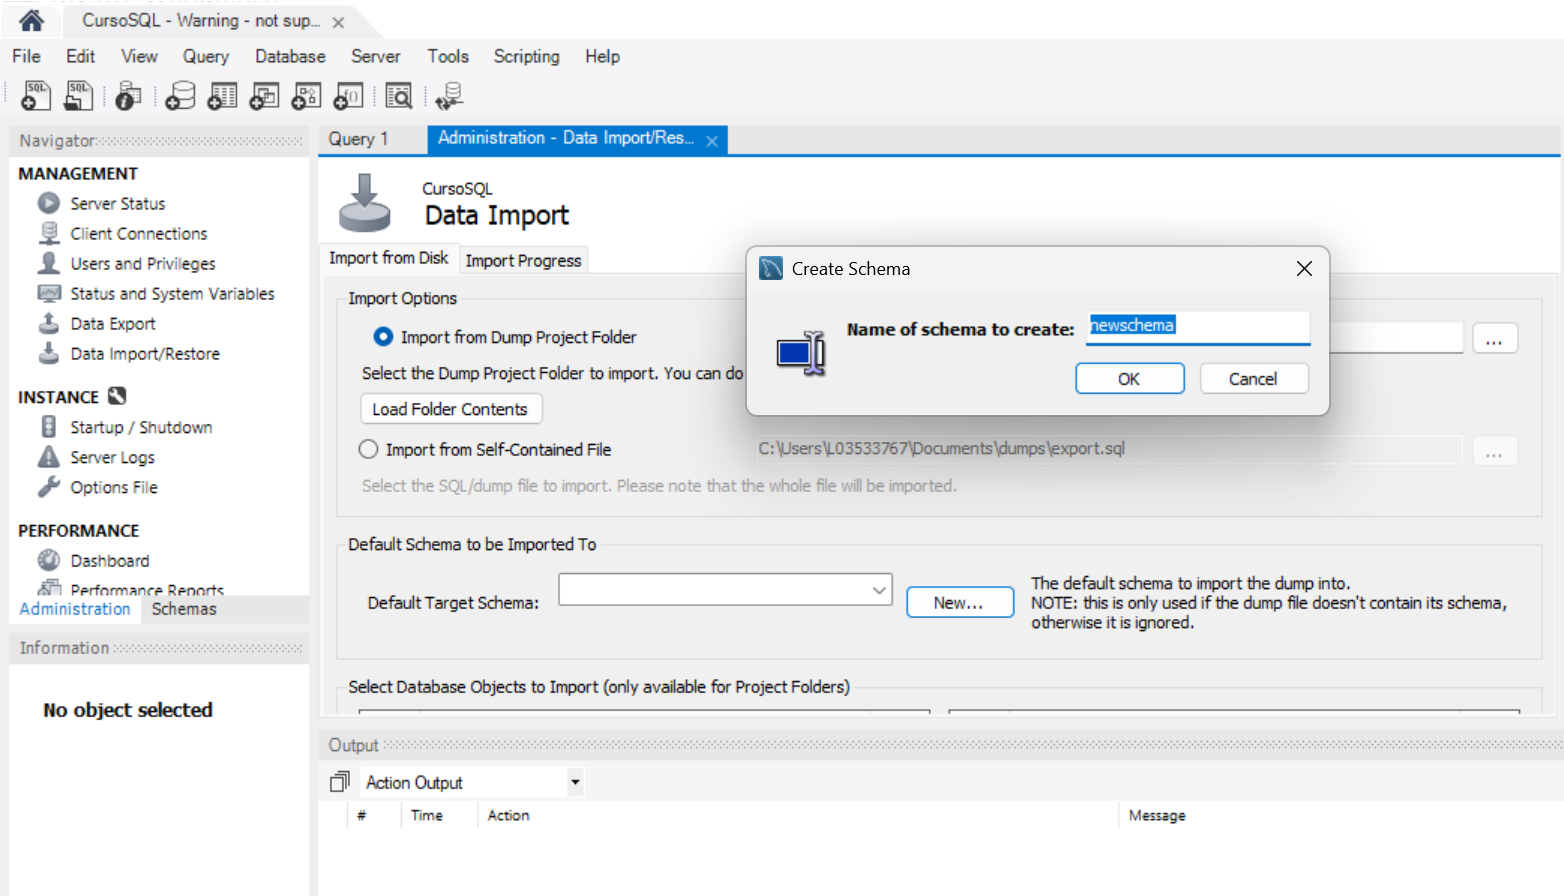 CursoSQL - Warning - not sup...
File Edit View Query Database Server Tools Scripting Help
Navigator
MANAGEMENT
Server Status
Client Connections
Users and Privileges
Status and System Variables
Data Export
Data Import/Restore
INSTANCE
Startup / Shutdown
Server Logs
Options File
PERFORMANCE
Dashboard
Performance Reports
Administration Schemas
Information
No object selected
Query 1 Administration - Data Import/Res...
CursoSQL
Data Import
Import from Disk Import Progress
Import Options
Import from Dump Project Folder
...
Select the Dump Project Folder to import. You can do
Load Folder Contents
Import from Self-Contained File C:\Users\L03533767\Documents\dumps\export.sql ...
Select the SQL/dump file to import. Please note that the whole file will be imported.
Create Schema
Name of schema to create: newschema
OK Cancel
Default Schema to be Imported To
Default Target Schema: New...
The default schema to import the dump into.
NOTE: this is only used if the dump file doesn't contain its schema,
otherwise it is ignored.
Select Database Objects to Import (only available for Project Folders)
Output
Action Output
# Time Action Message